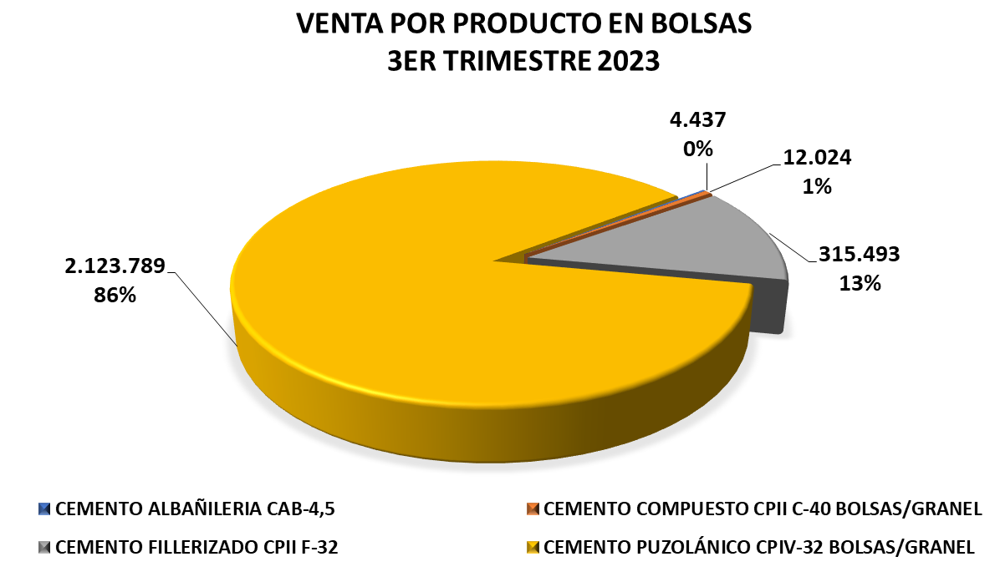 VENTA POR PRODUCTO EN BOLSAS
3ER TRIMESTRE 2023
4.437
0%
12.024
1%
315.493
13%
2.123.789
86%
CEMENTO ALBAÑILERIA CAB-4,5
CEMENTO COMPUESTO CPII C-40 BOLSAS/GRANEL
CEMENTO FILLERIZADO CPII F-32
CEMENTO PUZOLÁNICO CPIV-32 BOLSAS/GRANEL